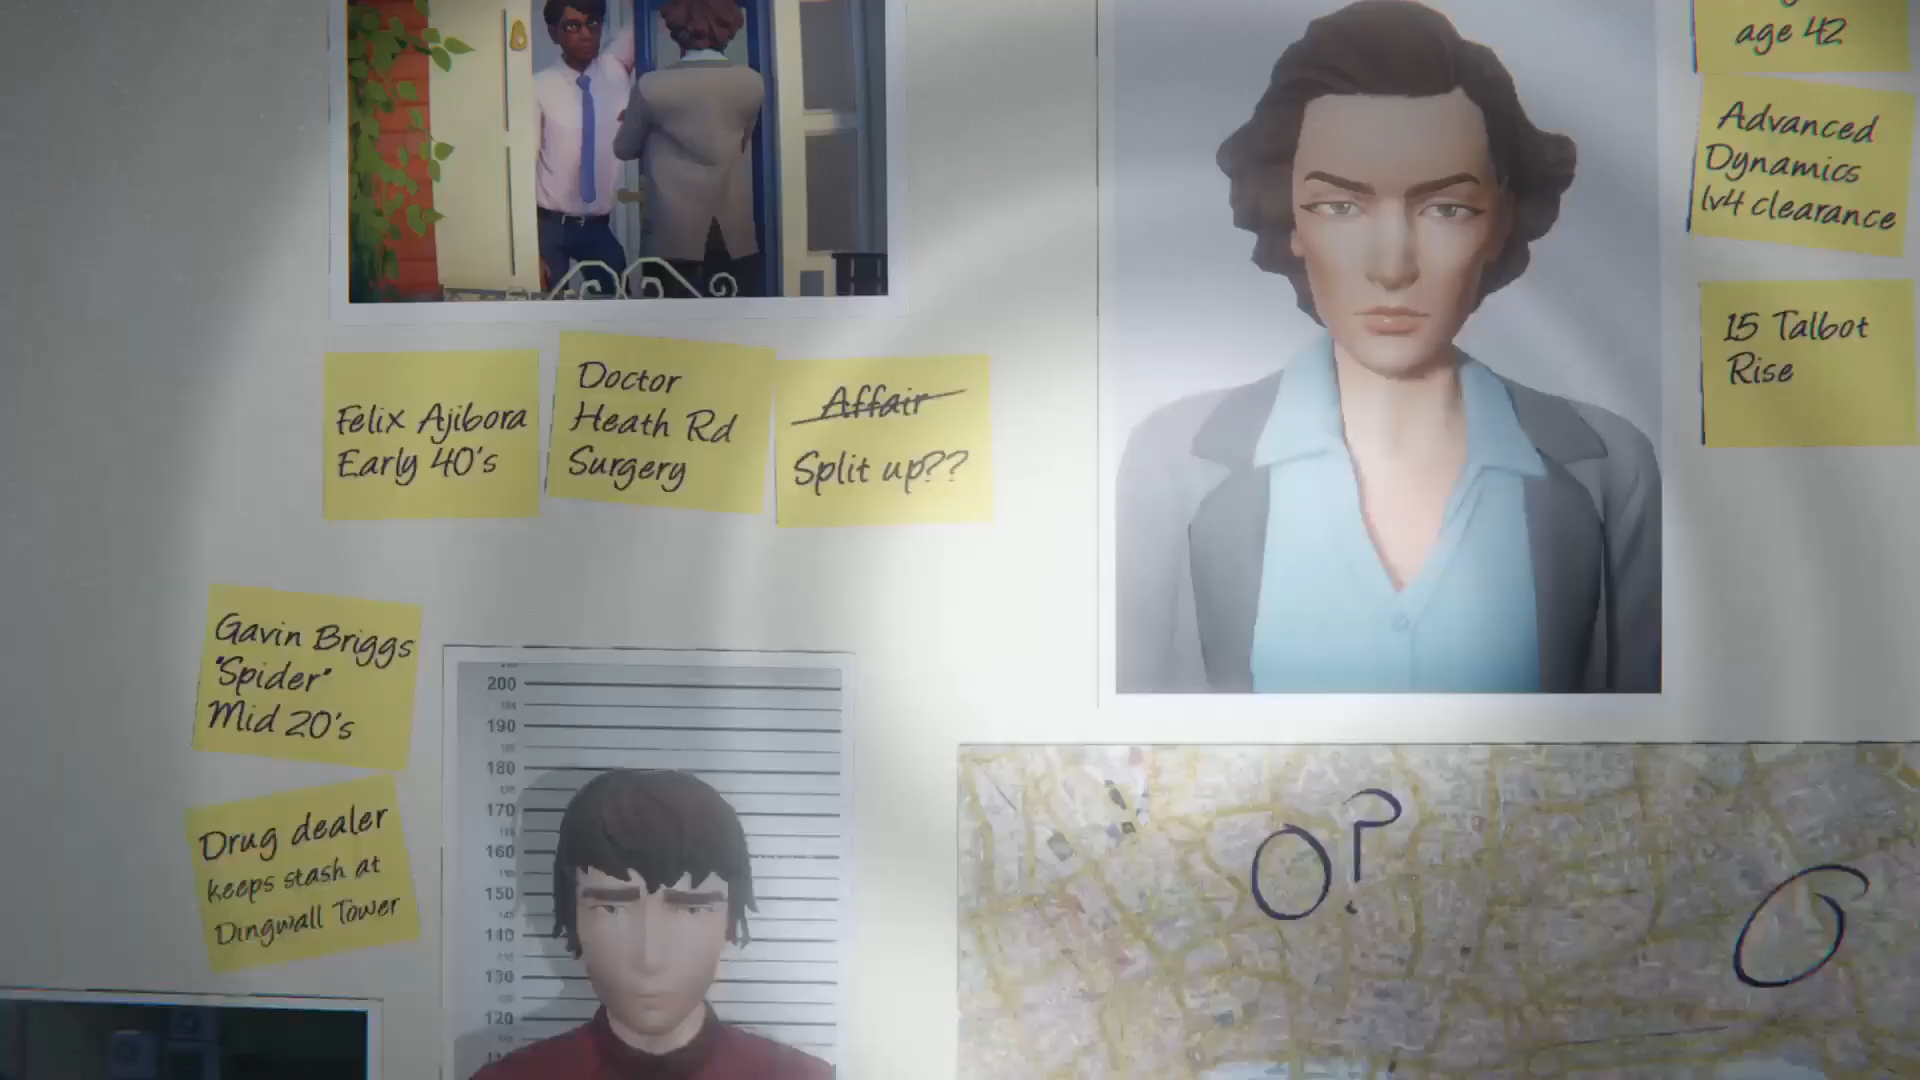 age 42
Advanced
Dynamics
lv4 clearance
15 Talbot
Rise
Felix Ajibora
Early 40's
Doctor
Heath Rd
Surgery
Affair
Split up??
Gavin Briggs
"Spider"
Mid 20's
Drug dealer
keeps stash at
Dingwall Tower
200
190
180
170
160
150
140
130
120
O?
O